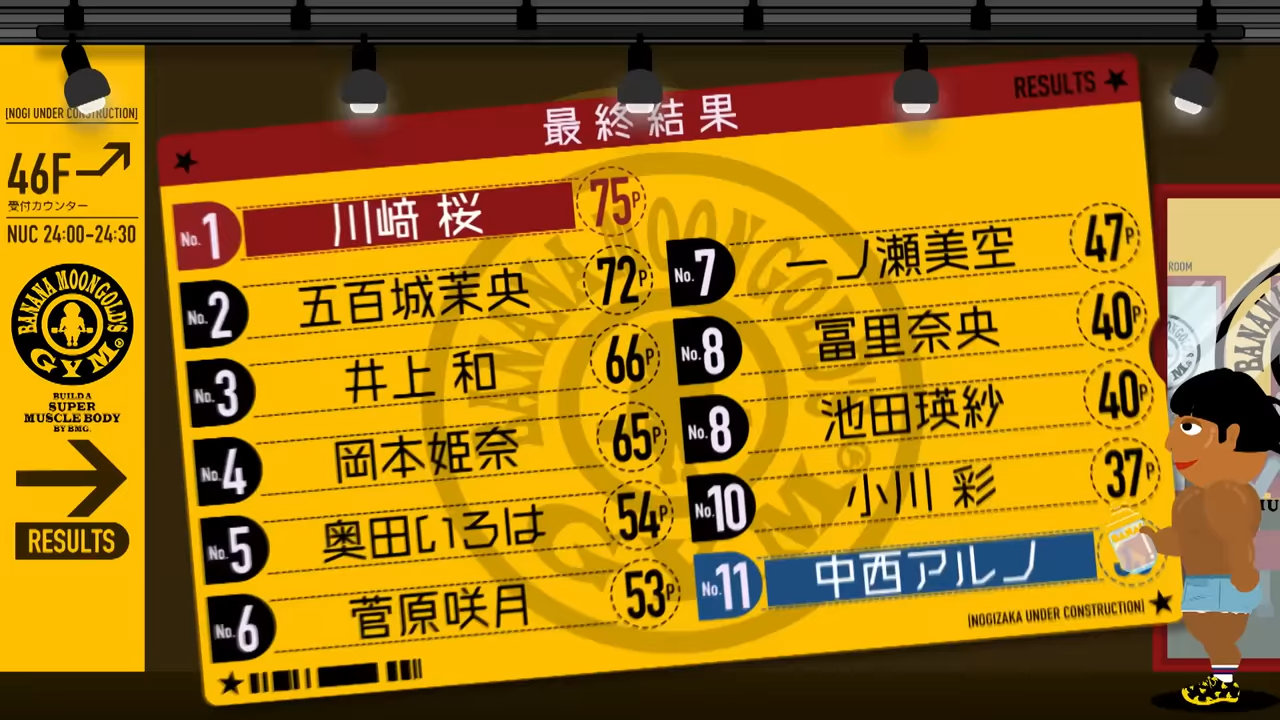 [NOGI UNDER CONSTRUCTION]
46F
受付カウンター
NUC 24:00-24:30
BANANA MOONGOLDS
GYM®
BUILD A
SUPER
MUSCLE BODY
BY BMG.
RESULTS
最終結果
RESULTS
No.1 川﨑 桜 75P
No.2 五百城茉央 72P
No.3 井上 和 66P
No.4 岡本姫奈 65P
No.5 奥田いろは 54P
No.6 菅原咲月 53P
No.7 一ノ瀬美空 47P
No.8 冨里奈央 40P
No.8 池田瑛紗 40P
No.10 小川 彩 37P
No.11 中西アルノ
[NOGIZAKA UNDER CONSTRUCTION]
BANANA MOONGOLDS
GYM®
ROOM